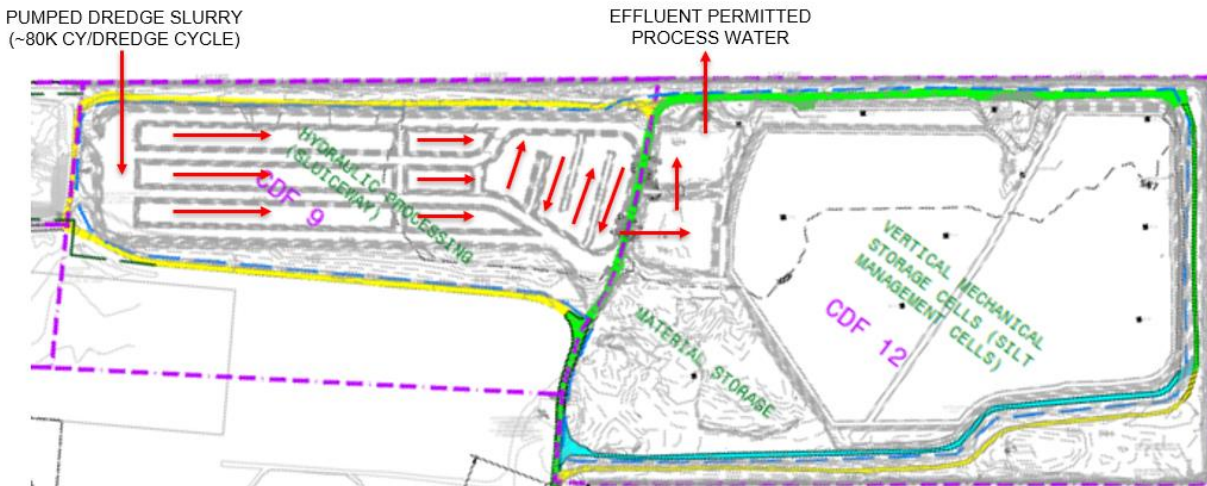 PUMPED DREDGE SLURRY
(~80K CY/DREDGE CYCLE)
EFFLUENT PERMITTED
PROCESS WATER
HYDRAULIC PROCESSING
(SLUICEWAY)
CDF 9
MATERIAL STORAGE
VERTICAL MECHANICAL
STORAGE CELLS (SILT
MANAGEMENT CELLS)
CDF 12